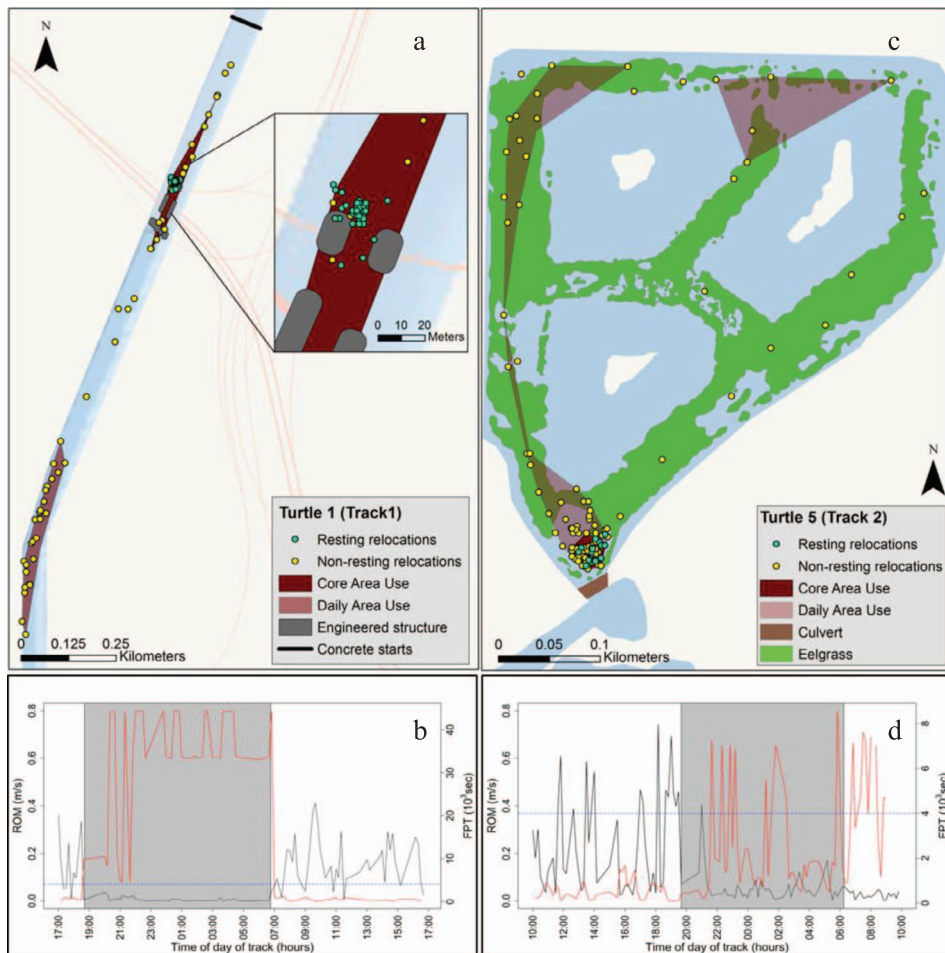 N
a
0 10 20
Meters
Turtle 1 (Track1)
Resting relocations
Non-resting relocations
Core Area Use
Daily Area Use
Engineered structure
Concrete starts
0 0.125 0.25
Kilometers
c
N
Turtle 5 (Track 2)
Resting relocations
Non-resting relocations
Core Area Use
Daily Area Use
Culvert
Eelgrass
0 0.05 0.1
Kilometers
b
ROM (m/s)
0.8
0.6
0.4
0.2
0.0
FPT (10³sec)
40
30
20
10
0
17:00 19:00 21:00 23:00 01:00 03:00 05:00 07:00 09:00 11:00 13:00 15:00 17:00
Time of day of track (hours)
d
ROM (m/s)
0.8
0.6
0.4
0.2
0.0
FPT (10³sec)
8
6
4
2
0
10:00 12:00 14:00 16:00 18:00 20:00 22:00 00:00 02:00 04:00 06:00 08:00 10:00
Time of day of track (hours)